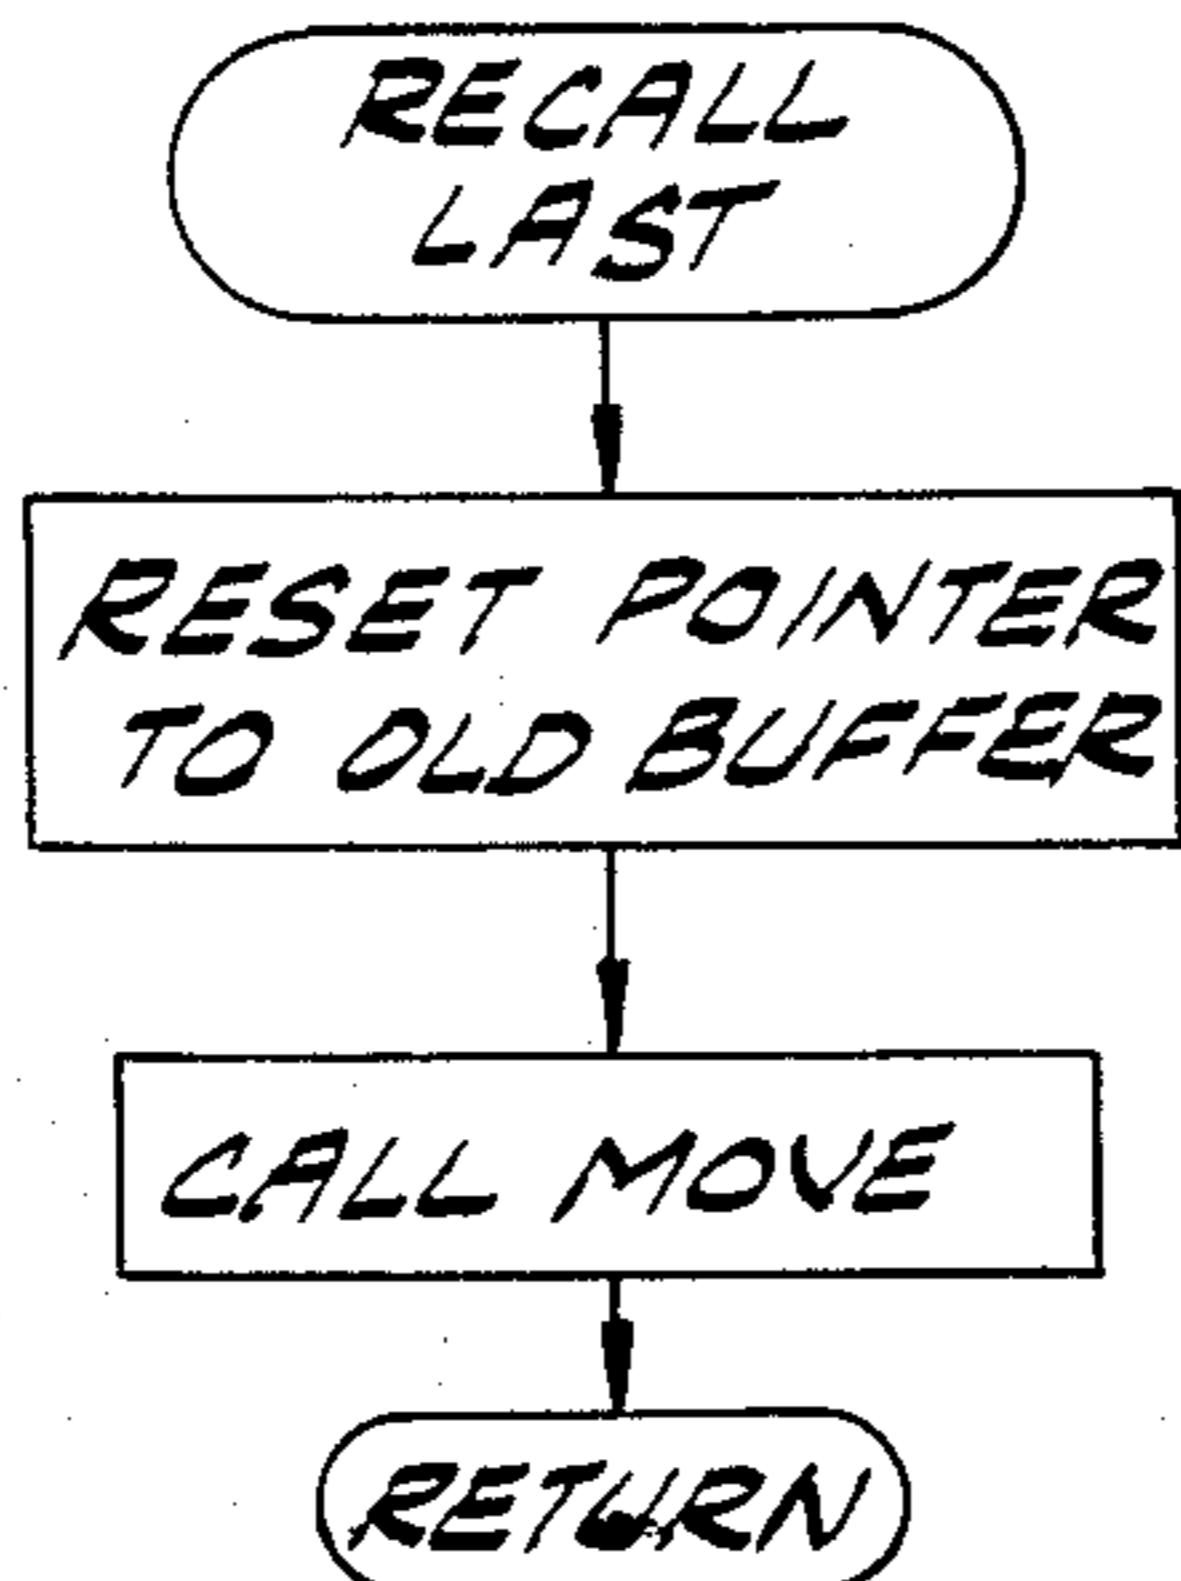 RECALL
LAST
RESET POINTER
TO OLD BUFFER
CALL MOVE
RETURN